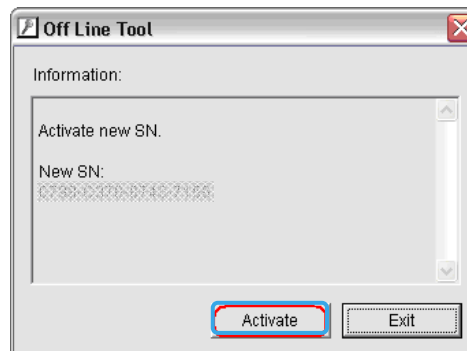 Off Line Tool
Information:
Activate new SN.
New SN:
Activate
Exit